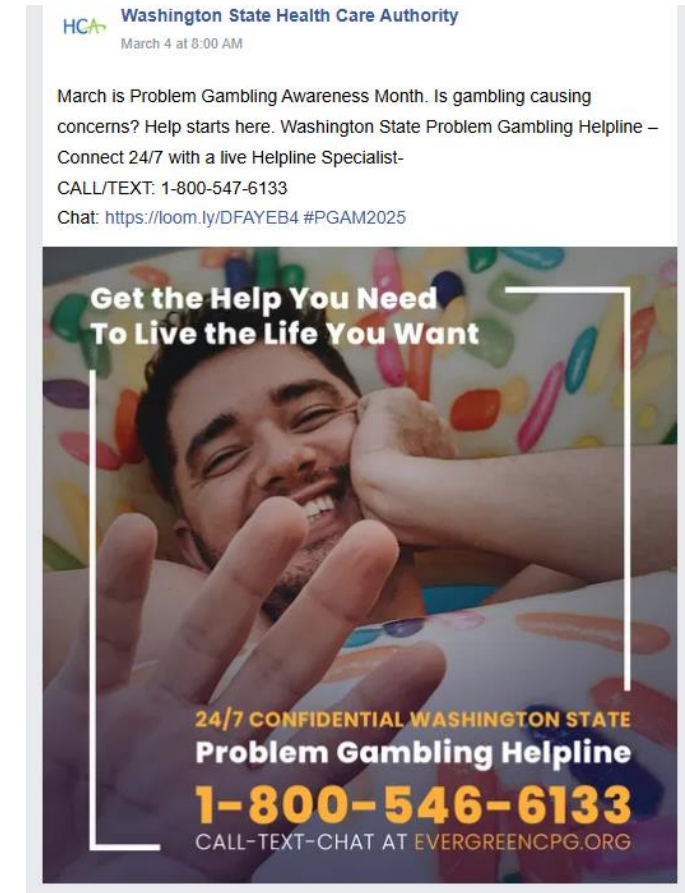 HCA
Washington State Health Care Authority
March 4 at 8:00 AM
March is Problem Gambling Awareness Month. Is gambling causing
concerns? Help starts here. Washington State Problem Gambling Helpline –
Connect 24/7 with a live Helpline Specialist-
CALL/TEXT: 1-800-547-6133
Chat: https://loom.ly/DFAYEB4 #PGAM2025
Get the Help You Need
To Live the Life You Want
24/7 CONFIDENTIAL WASHINGTON STATE
Problem Gambling Helpline
1-800-546-6133
CALL-TEXT-CHAT AT EVERGREENCPG.ORG